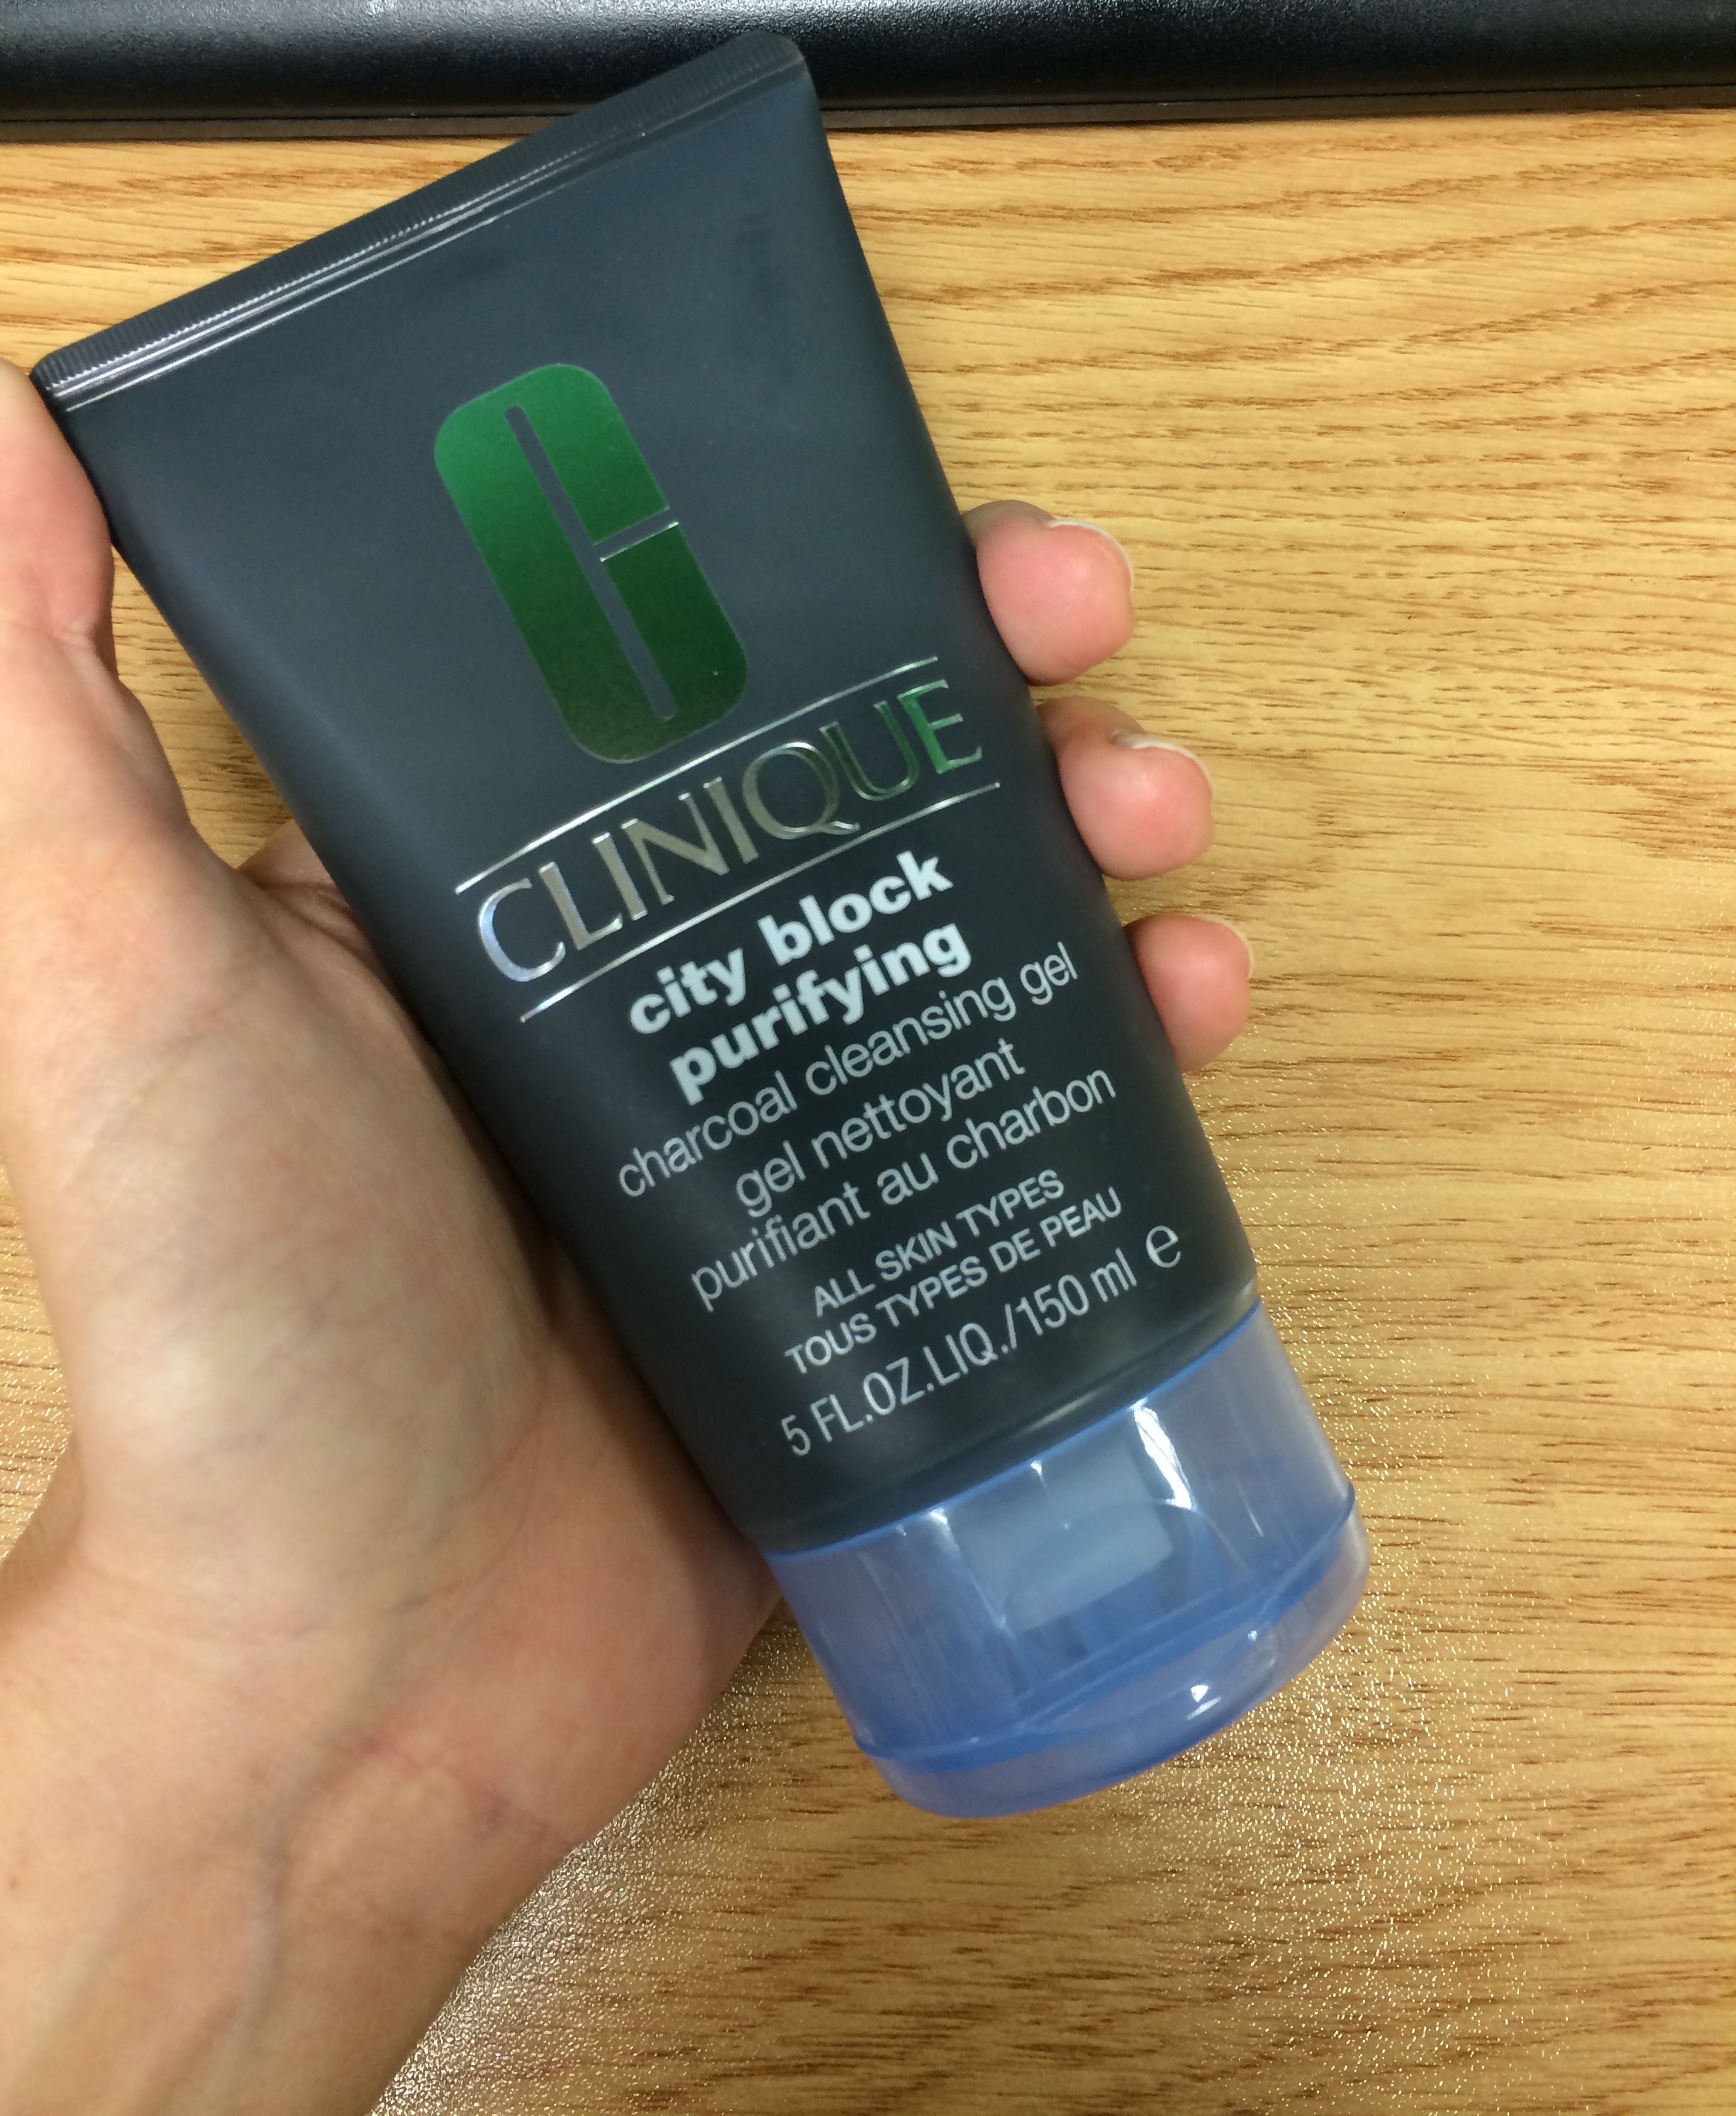 C
CLINIQUE
city block
purifying
charcoal cleansing gel
gel nettoyant
purifiant au charbon
ALL SKIN TYPES
TOUS TYPES DE PEAU
5 FL.OZ.LIQ./150 ml ℮